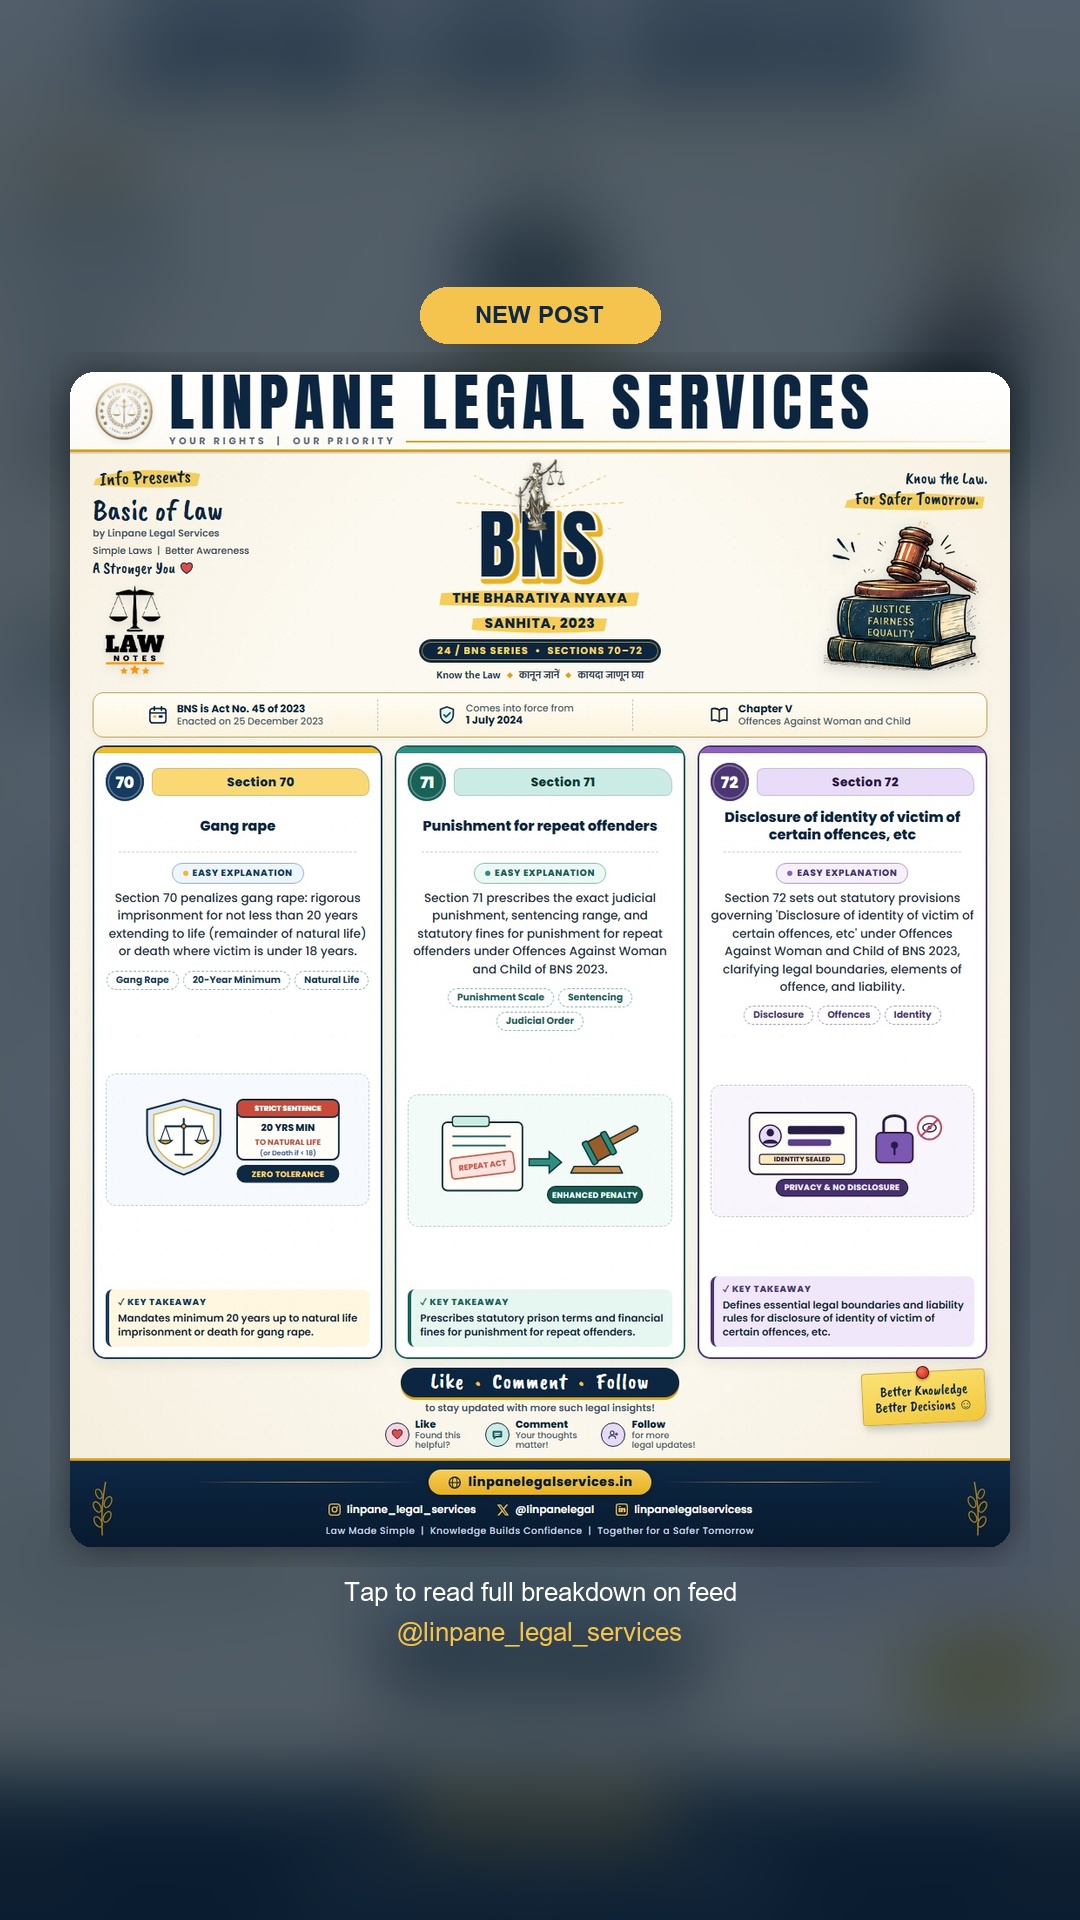 NEW POST
LINPANE LEGAL SERVICES
YOUR RIGHTS | OUR PRIORITY
Info Presents
Basic of Law
by Linpane Legal Services
Simple Laws | Better Awareness
A Stronger You
LAW
NOTES
BNS
THE BHARATIYA NYAYA
SANHITA, 2023
24 / BNS SERIES • SECTIONS 70–72
Know the Law ◆ कानून जानें ◆ कायदा जाणून घ्या
Know the Law.
For Safer Tomorrow.
JUSTICE
FAIRNESS
EQUALITY
BNS is Act No. 45 of 2023
Enacted on 25 December 2023
Comes into force from
1 July 2024
Chapter V
Offences Against Woman and Child
70
Section 70
Gang rape
EASY EXPLANATION
Section 70 penalizes gang rape: rigorous
imprisonment for not less than 20 years
extending to life (remainder of natural life)
or death where victim is under 18 years.
Gang Rape
20-Year Minimum
Natural Life
STRICT SENTENCE
20 YRS MIN
TO NATURAL LIFE
(or Death if < 18)
ZERO TOLERANCE
✓ KEY TAKEAWAY
Mandates minimum 20 years up to natural life
imprisonment or death for gang rape.
71
Section 71
Punishment for repeat offenders
EASY EXPLANATION
Section 71 prescribes the exact judicial
punishment, sentencing range, and
statutory fines for punishment for repeat
offenders under Offences Against Woman
and Child of BNS 2023.
Punishment Scale
Sentencing
Judicial Order
REPEAT ACT
ENHANCED PENALTY
✓ KEY TAKEAWAY
Prescribes statutory prison terms and financial
fines for punishment for repeat offenders.
72
Section 72
Disclosure of identity of victim of
certain offences, etc
EASY EXPLANATION
Section 72 sets out statutory provisions
governing 'Disclosure of identity of victim of
certain offences, etc' under Offences
Against Woman and Child of BNS 2023,
clarifying legal boundaries, elements of
offence, and liability.
Disclosure
Offences
Identity
IDENTITY SEALED
PRIVACY & NO DISCLOSURE
✓ KEY TAKEAWAY
Defines essential legal boundaries and liability
rules for disclosure of identity of victim of
certain offences, etc.
Like • Comment • Follow
to stay updated with more such legal insights!
Like
Found this
helpful?
Comment
Your thoughts
matter!
Follow
for more
legal updates!
Better Knowledge
Better Decisions ☺
linpanelegalservices.in
linpane_legal_services
@linpanelegal
linpanelegalservicess
Law Made Simple | Knowledge Builds Confidence | Together for a Safer Tomorrow
Tap to read full breakdown on feed
@linpane_legal_services